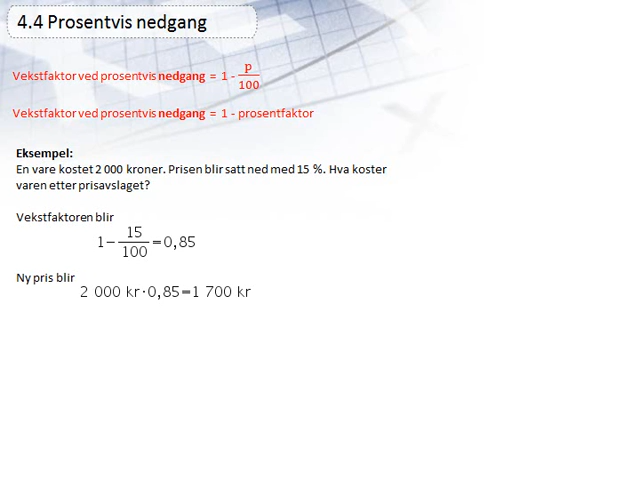 4.4 Prosentvis nedgang
Vekstfaktor ved prosentvis nedgang = 1 - p/100
Vekstfaktor ved prosentvis nedgang = 1 - prosentfaktor
Eksempel:
En vare kostet 2 000 kroner. Prisen blir satt ned med 15 %. Hva koster
varen etter prisavslaget?
Vekstfaktoren blir
1 − 15/100 = 0,85
Ny pris blir
2 000 kr · 0,85 = 1 700 kr